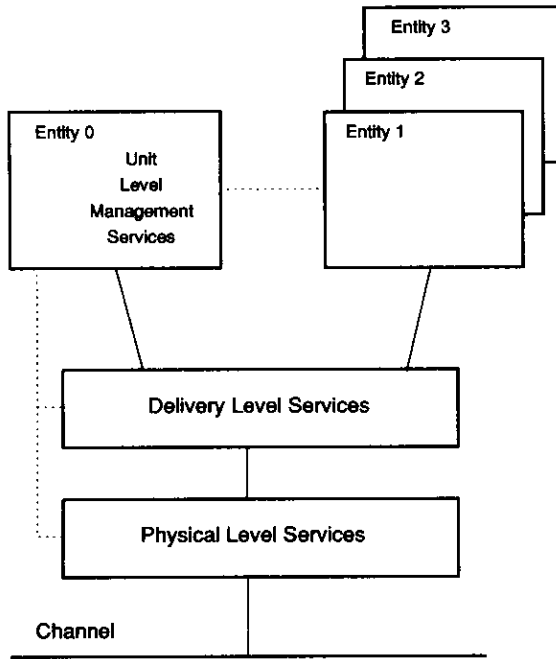 Entity 3
Entity 2
Entity 1
Entity 0
Unit
Level
Management
Services
Delivery Level Services
Physical Level Services
Channel